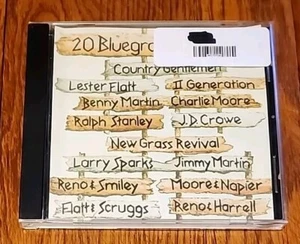 20 Bluegra
Country Gentlemen
Lester Flatt II Generation
Benny Martin Charlie Moore
Ralph Stanley J.D. Crowe
New Grass Revival
Larry Sparks Jimmy Martin
Reno & Smiley Moore & Napier
Flatt & Scruggs Reno & Harrell